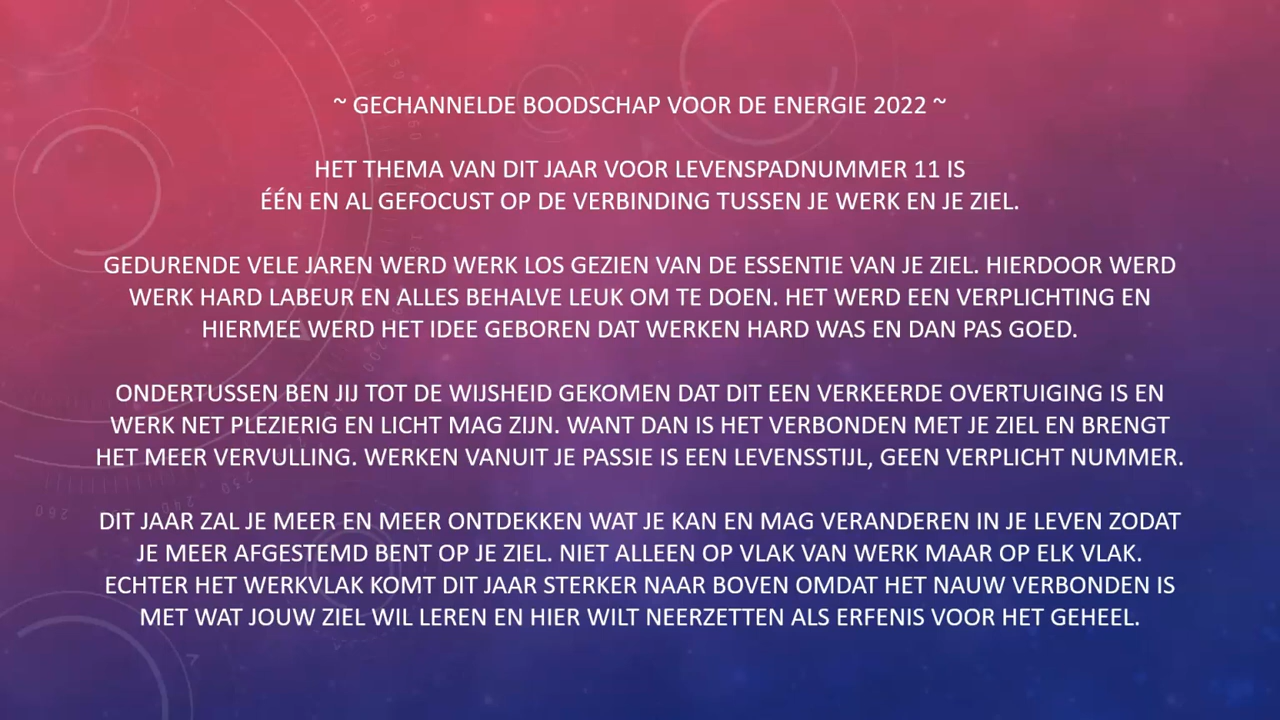 ~ GECHANNELDE BOODSCHAP VOOR DE ENERGIE 2022 ~
HET THEMA VAN DIT JAAR VOOR LEVENSPADNUMMER 11 IS
ÉÉN EN AL GEFOCUST OP DE VERBINDING TUSSEN JE WERK EN JE ZIEL.
GEDURENDE VELE JAREN WERD WERK LOS GEZIEN VAN DE ESSENTIE VAN JE ZIEL. HIERDOOR WERD
WERK HARD LABEUR EN ALLES BEHALVE LEUK OM TE DOEN. HET WERD EEN VERPLICHTING EN
HIERMEE WERD HET IDEE GEBOREN DAT WERKEN HARD WAS EN DAN PAS GOED.
ONDERTUSSEN BEN JIJ TOT DE WIJSHEID GEKOMEN DAT DIT EEN VERKEERDE OVERTUIGING IS EN
WERK NET PLEZIERIG EN LICHT MAG ZIJN. WANT DAN IS HET VERBONDEN MET JE ZIEL EN BRENGT
HET MEER VERVULLING. WERKEN VANUIT JE PASSIE IS EEN LEVENSSTIJL, GEEN VERPLICHT NUMMER.
DIT JAAR ZAL JE MEER EN MEER ONTDEKKEN WAT JE KAN EN MAG VERANDEREN IN JE LEVEN ZODAT
JE MEER AFGESTEMD BENT OP JE ZIEL. NIET ALLEEN OP VLAK VAN WERK MAAR OP ELK VLAK.
ECHTER HET WERKVLAK KOMT DIT JAAR STERKER NAAR BOVEN OMDAT HET NAUW VERBONDEN IS
MET WAT JOUW ZIEL WIL LEREN EN HIER WILT NEERZETTEN ALS ERFENIS VOOR HET GEHEEL.